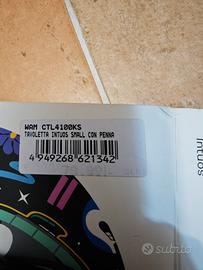 WAM CTL4100KS
TAVOLETTA INTUOS SMALL CON PENNA
4 949268 621342
Intuos
subito